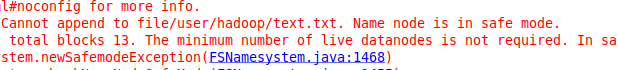 l#noconfig for more info.
Cannot append to file/user/hadoop/text.txt. Name node is in safe mode.
total blocks 13. The minimum number of live datanodes is not required. In sa
stem.newSafemodeException(FSNamesystem.java:1468)